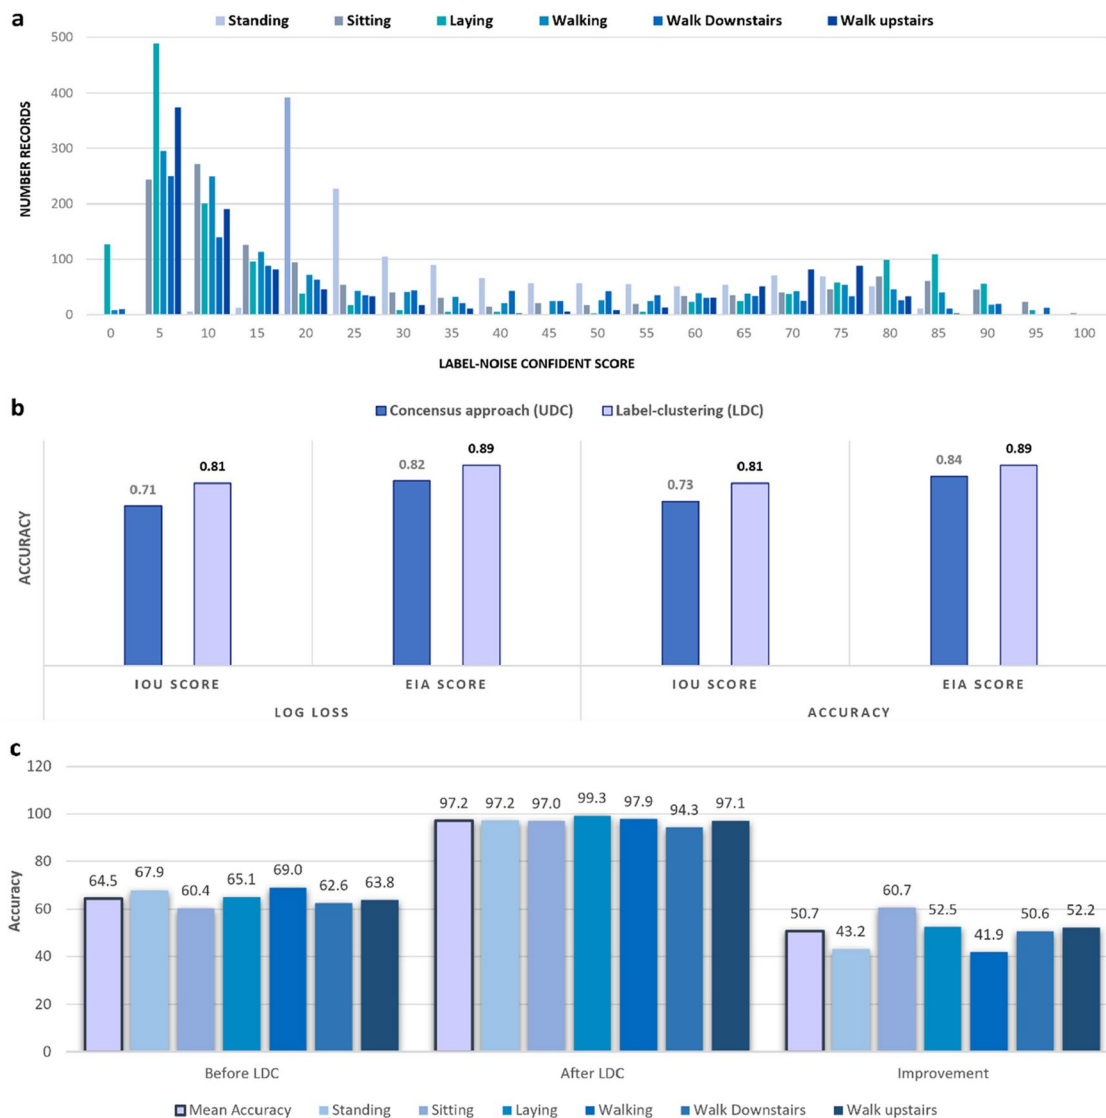 a
Standing Sitting Laying Walking Walk Downstairs Walk upstairs
500
400
300
200
100
0
NUMBER RECORDS
0 5 10 15 20 25 30 35 40 45 50 55 60 65 70 75 80 85 90 95 100
LABEL-NOISE CONFIDENT SCORE
b
Concensus approach (UDC) Label-clustering (LDC)
ACCURACY
0.71 0.81 0.82 0.89 0.73 0.81 0.84 0.89
IOU SCORE EIA SCORE IOU SCORE EIA SCORE
LOG LOSS ACCURACY
c
120
100
80
60
40
20
0
Accuracy
64.5 67.9 60.4 65.1 69.0 62.6 63.8
97.2 97.2 97.0 99.3 97.9 94.3 97.1
50.7 43.2 60.7 52.5 41.9 50.6 52.2
Before LDC After LDC Improvement
Mean Accuracy Standing Sitting Laying Walking Walk Downstairs Walk upstairs